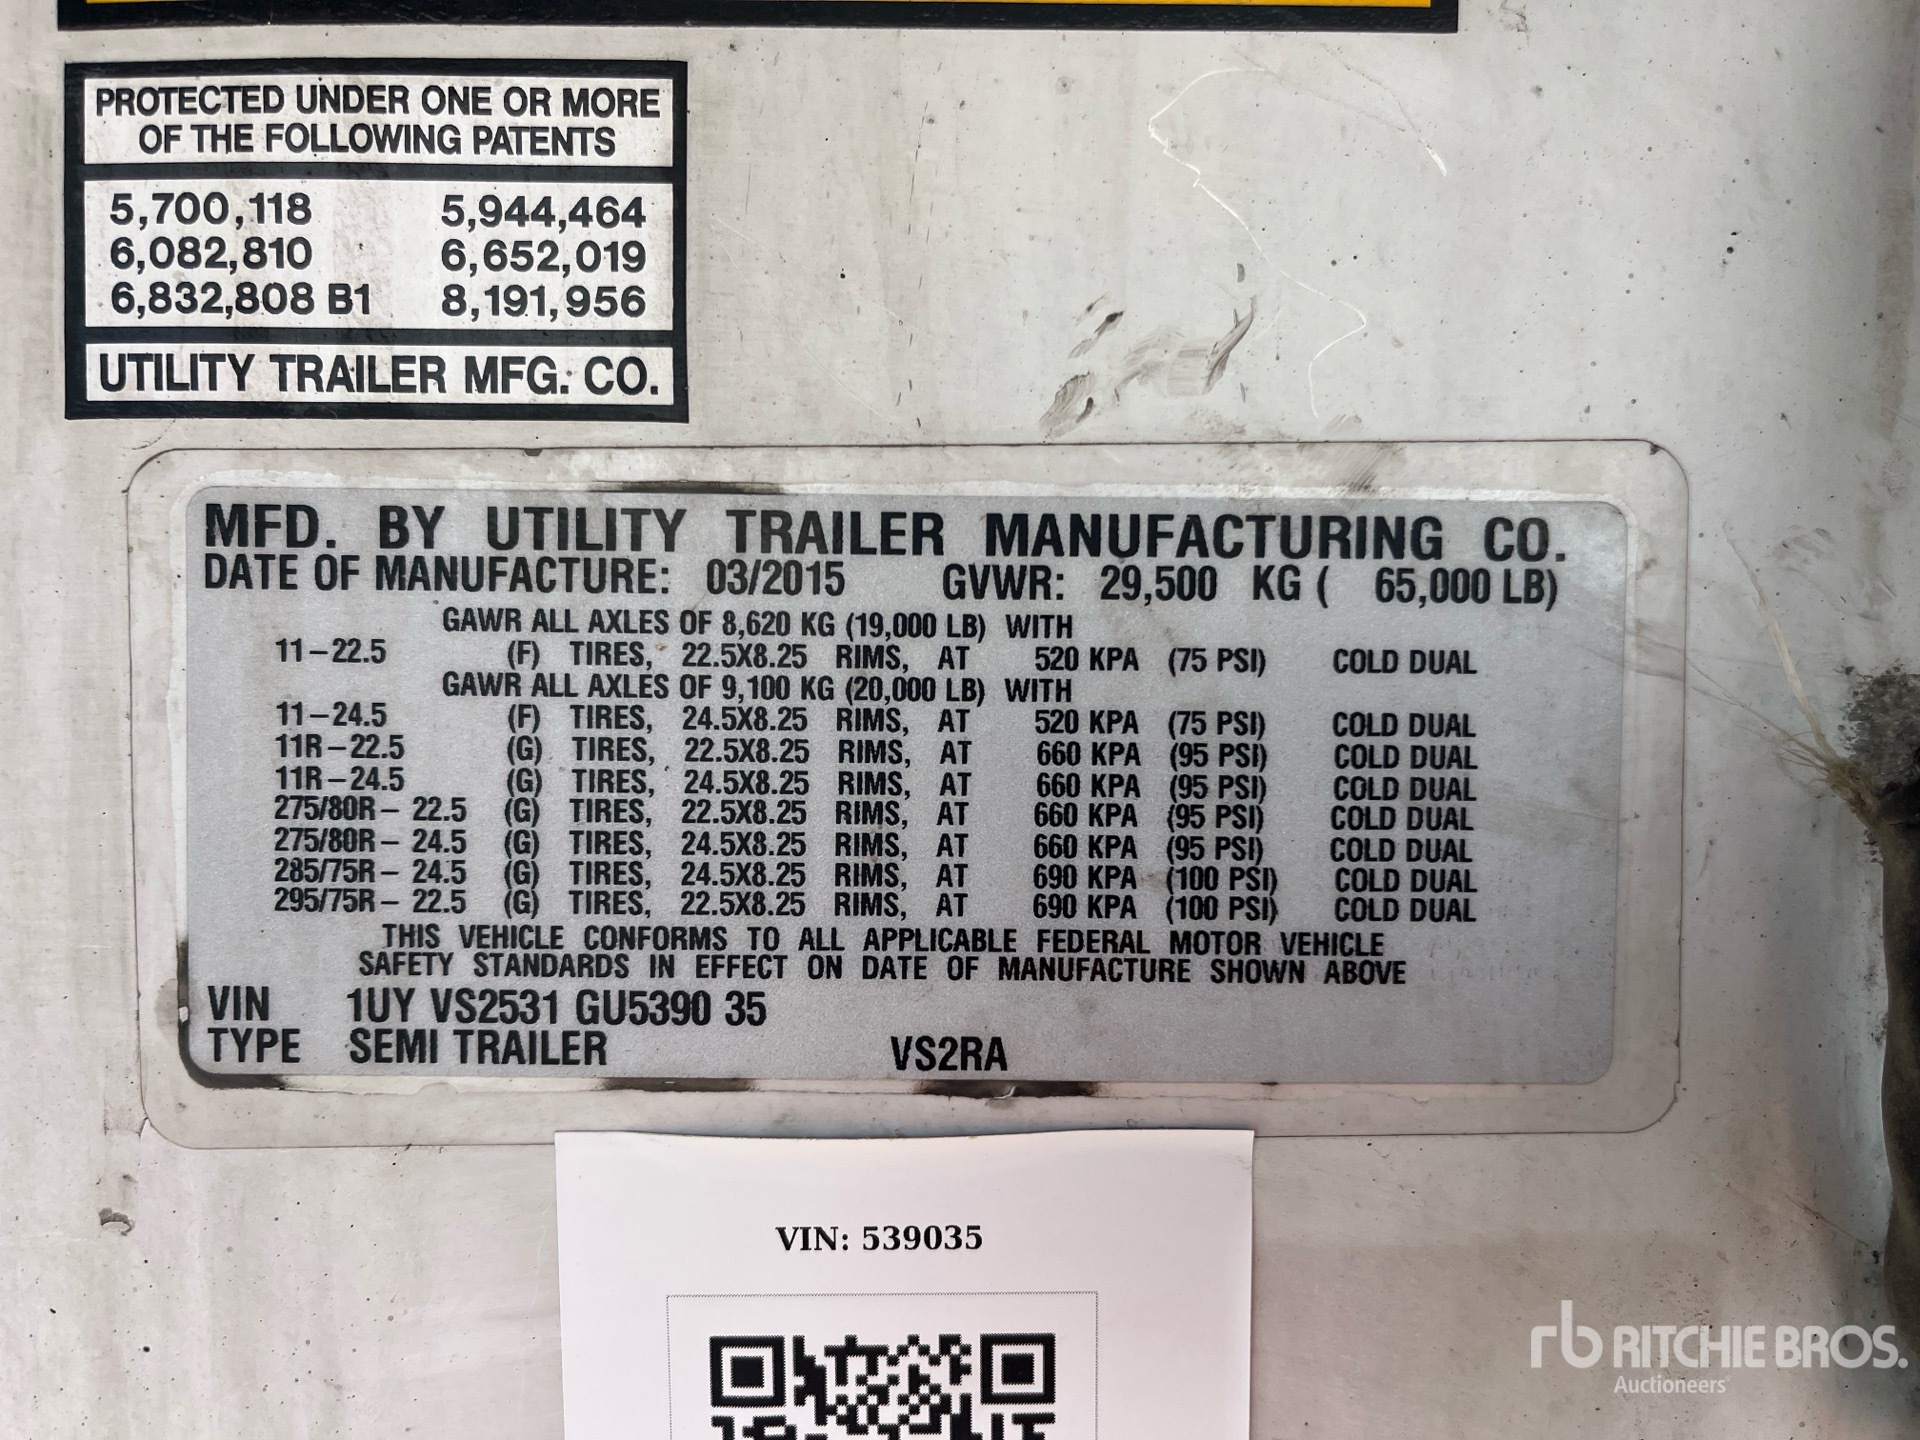 PROTECTED UNDER ONE OR MORE
OF THE FOLLOWING PATENTS
5,700,118 5,944,464
6,082,810 6,652,019
6,832,808 B1 8,191,956
UTILITY TRAILER MFG. CO.
MFD. BY UTILITY TRAILER MANUFACTURING CO.
DATE OF MANUFACTURE: 03/2015 GVWR: 29,500 KG ( 65,000 LB)
GAWR ALL AXLES OF 8,620 KG (19,000 LB) WITH
11-22.5 (F) TIRES, 22.5X8.25 RIMS, AT 520 KPA (75 PSI) COLD DUAL
GAWR ALL AXLES OF 9,100 KG (20,000 LB) WITH
11-24.5 (F) TIRES, 24.5X8.25 RIMS, AT 520 KPA (75 PSI) COLD DUAL
11R-22.5 (G) TIRES, 22.5X8.25 RIMS, AT 660 KPA (95 PSI) COLD DUAL
11R-24.5 (G) TIRES, 24.5X8.25 RIMS, AT 660 KPA (95 PSI) COLD DUAL
275/80R- 22.5 (G) TIRES, 22.5X8.25 RIMS, AT 660 KPA (95 PSI) COLD DUAL
275/80R- 24.5 (G) TIRES, 24.5X8.25 RIMS, AT 660 KPA (95 PSI) COLD DUAL
285/75R- 24.5 (G) TIRES, 24.5X8.25 RIMS, AT 690 KPA (100 PSI) COLD DUAL
295/75R- 22.5 (G) TIRES, 22.5X8.25 RIMS, AT 690 KPA (100 PSI) COLD DUAL
THIS VEHICLE CONFORMS TO ALL APPLICABLE FEDERAL MOTOR VEHICLE
SAFETY STANDARDS IN EFFECT ON DATE OF MANUFACTURE SHOWN ABOVE
VIN 1UY VS2531 GU5390 35
TYPE SEMI TRAILER VS2RA
VIN: 539035
rb RITCHIE BROS.
Auctioneers